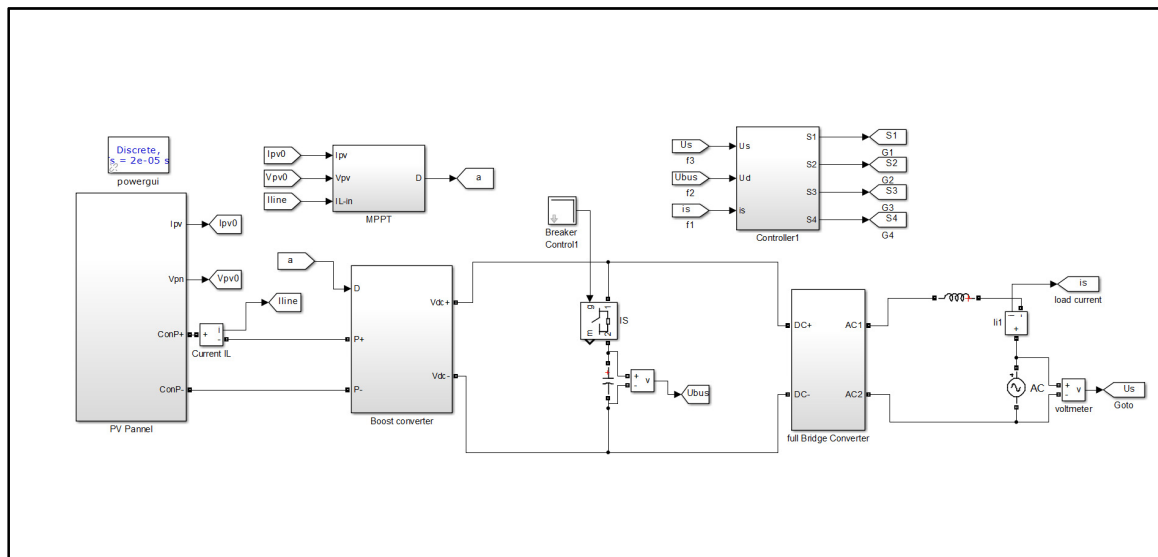 Discrete,
s = 2e-05 s
powergui
Ipv
Vpn
ConP+
ConP-
PV Pannel
Ipv0
Vpv0
Iline
+
i
-
Current IL
Ipv0
Vpv0
Iline
Ipv
Vpv
IL-in
D
MPPT
a
a
D
P+
P-
Vdc+
Vdc-
Boost converter
Breaker
Control1
g
1
m
2
IS
+
+
-
v
Ubus
Us
f3
Ubus
f2
is
f1
Us
Ud
is
S1
S2
S3
S4
Controller1
S1
G1
S2
G2
S3
G3
S4
G4
DC+
DC-
AC1
AC2
full Bridge Converter
+
i
-
+
Ii1
is
load current
+
AC
+
-
v
voltmeter
Us
Goto